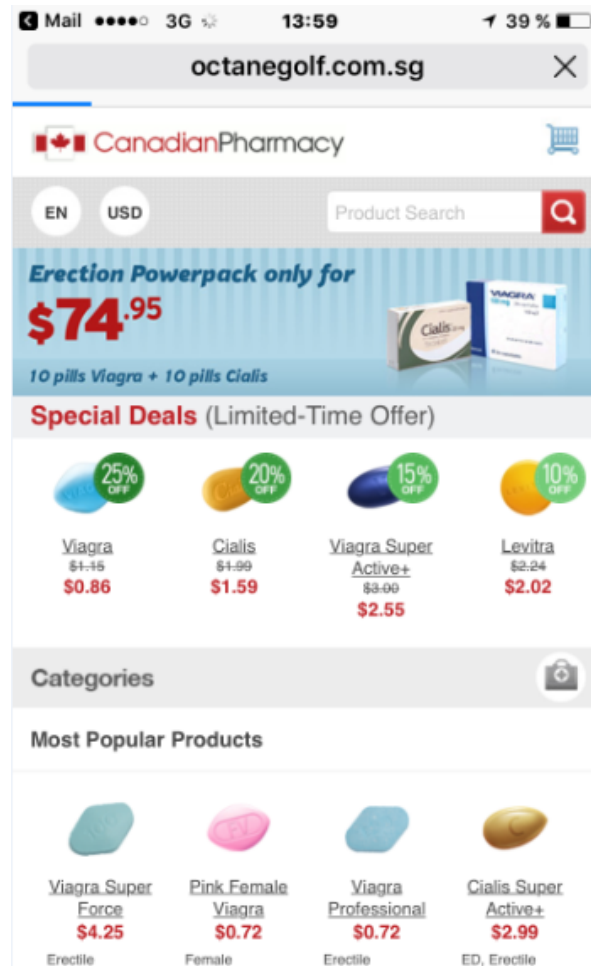 Mail 3G 13:59 39 %
octanegolf.com.sg
CanadianPharmacy
EN USD Product Search
Erection Powerpack only for
$74.95
Cialis
VIAGRA
10 pills Viagra + 10 pills Cialis
Special Deals (Limited-Time Offer)
25% OFF 20% OFF 15% OFF 10% OFF
Viagra Cialis Viagra Super Active+ Levitra
$1.15 $1.99 $3.00 $2.24
$0.86 $1.59 $2.55 $2.02
Categories
Most Popular Products
FV C
Viagra Super Force Pink Female Viagra Viagra Professional Cialis Super Active+
$4.25 $0.72 $0.72 $2.99
Erectile Female Erectile ED, Erectile